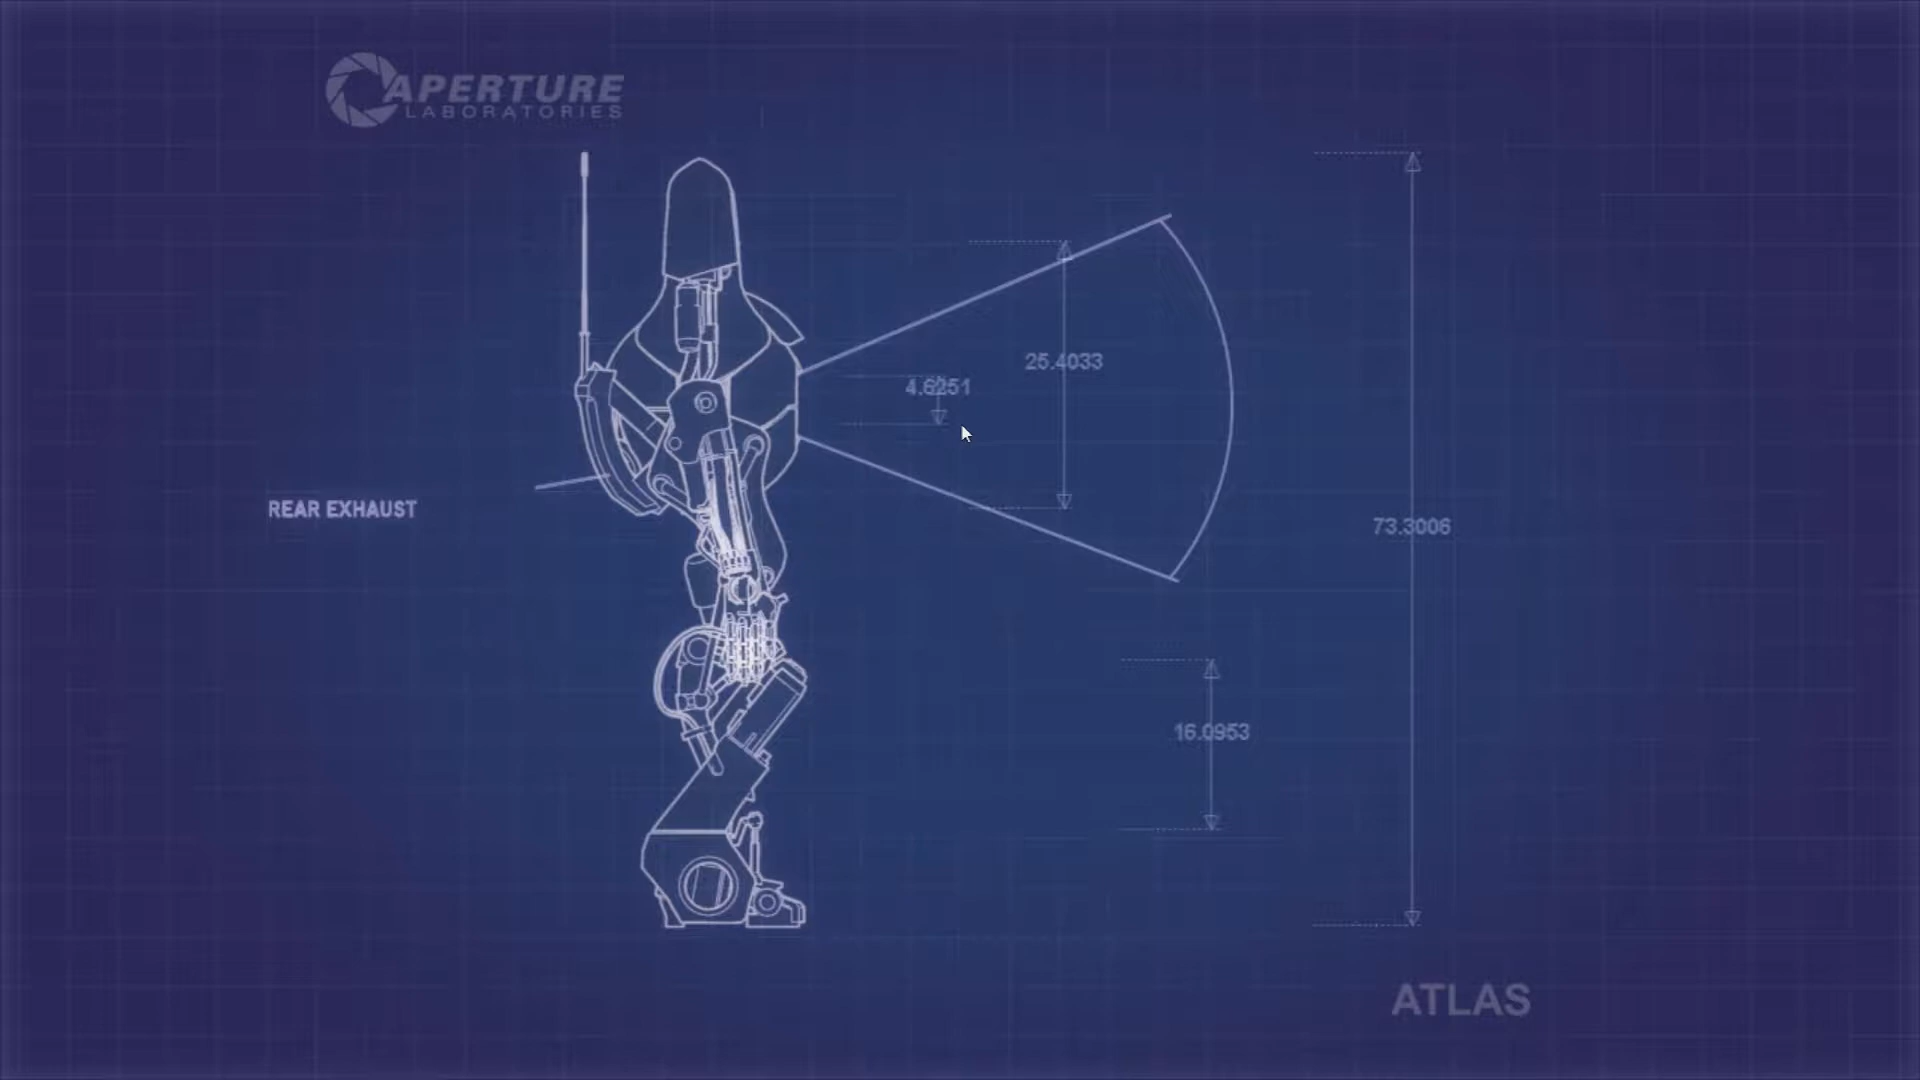 APERTURE
LABORATORIES
25.4033
4.6251
REAR EXHAUST
73.3006
16.0953
ATLAS